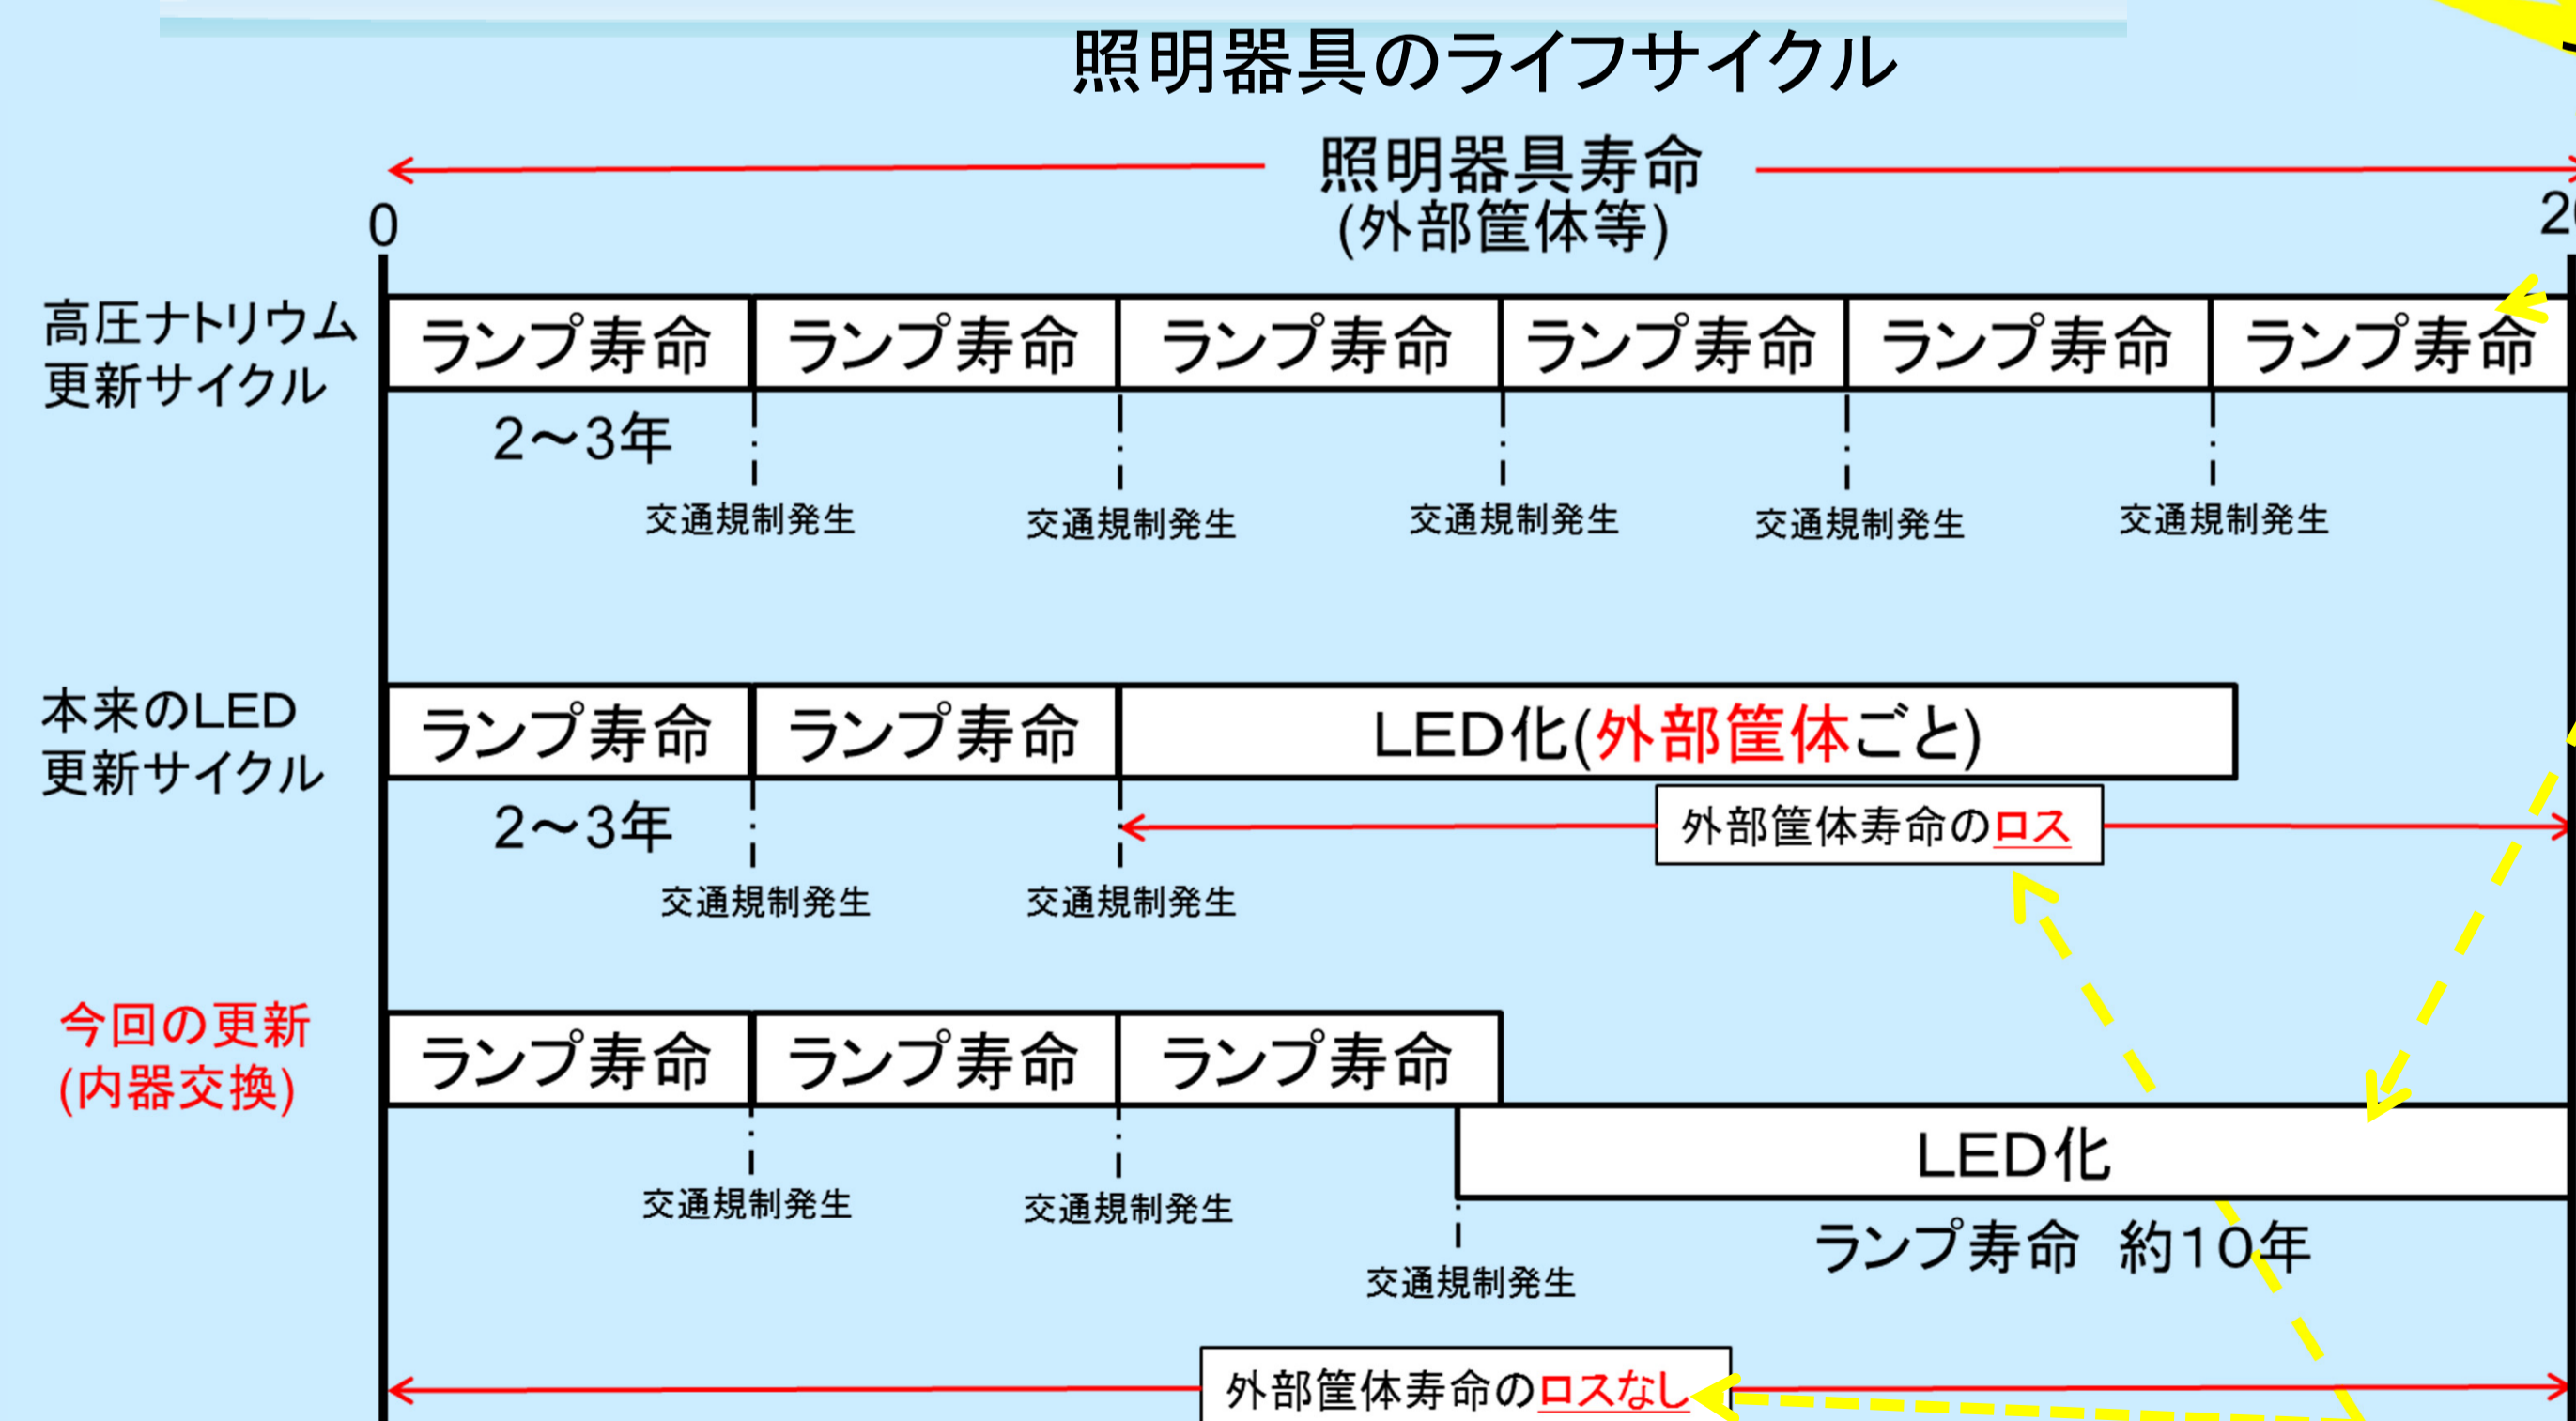 照明器具のライフサイクル
照明器具寿命
(外部筐体等)
0
高圧ナトリウム
更新サイクル
ランプ寿命 ランプ寿命 ランプ寿命 ランプ寿命 ランプ寿命 ランプ寿命
2～3年
交通規制発生 交通規制発生 交通規制発生 交通規制発生 交通規制発生
本来のLED
更新サイクル
ランプ寿命 ランプ寿命 LED化(外部筐体ごと)
2～3年
外部筐体寿命のロス
交通規制発生 交通規制発生
今回の更新
(内器交換)
ランプ寿命 ランプ寿命 ランプ寿命
LED化
交通規制発生 交通規制発生
ランプ寿命　約10年
交通規制発生
外部筐体寿命のロスなし